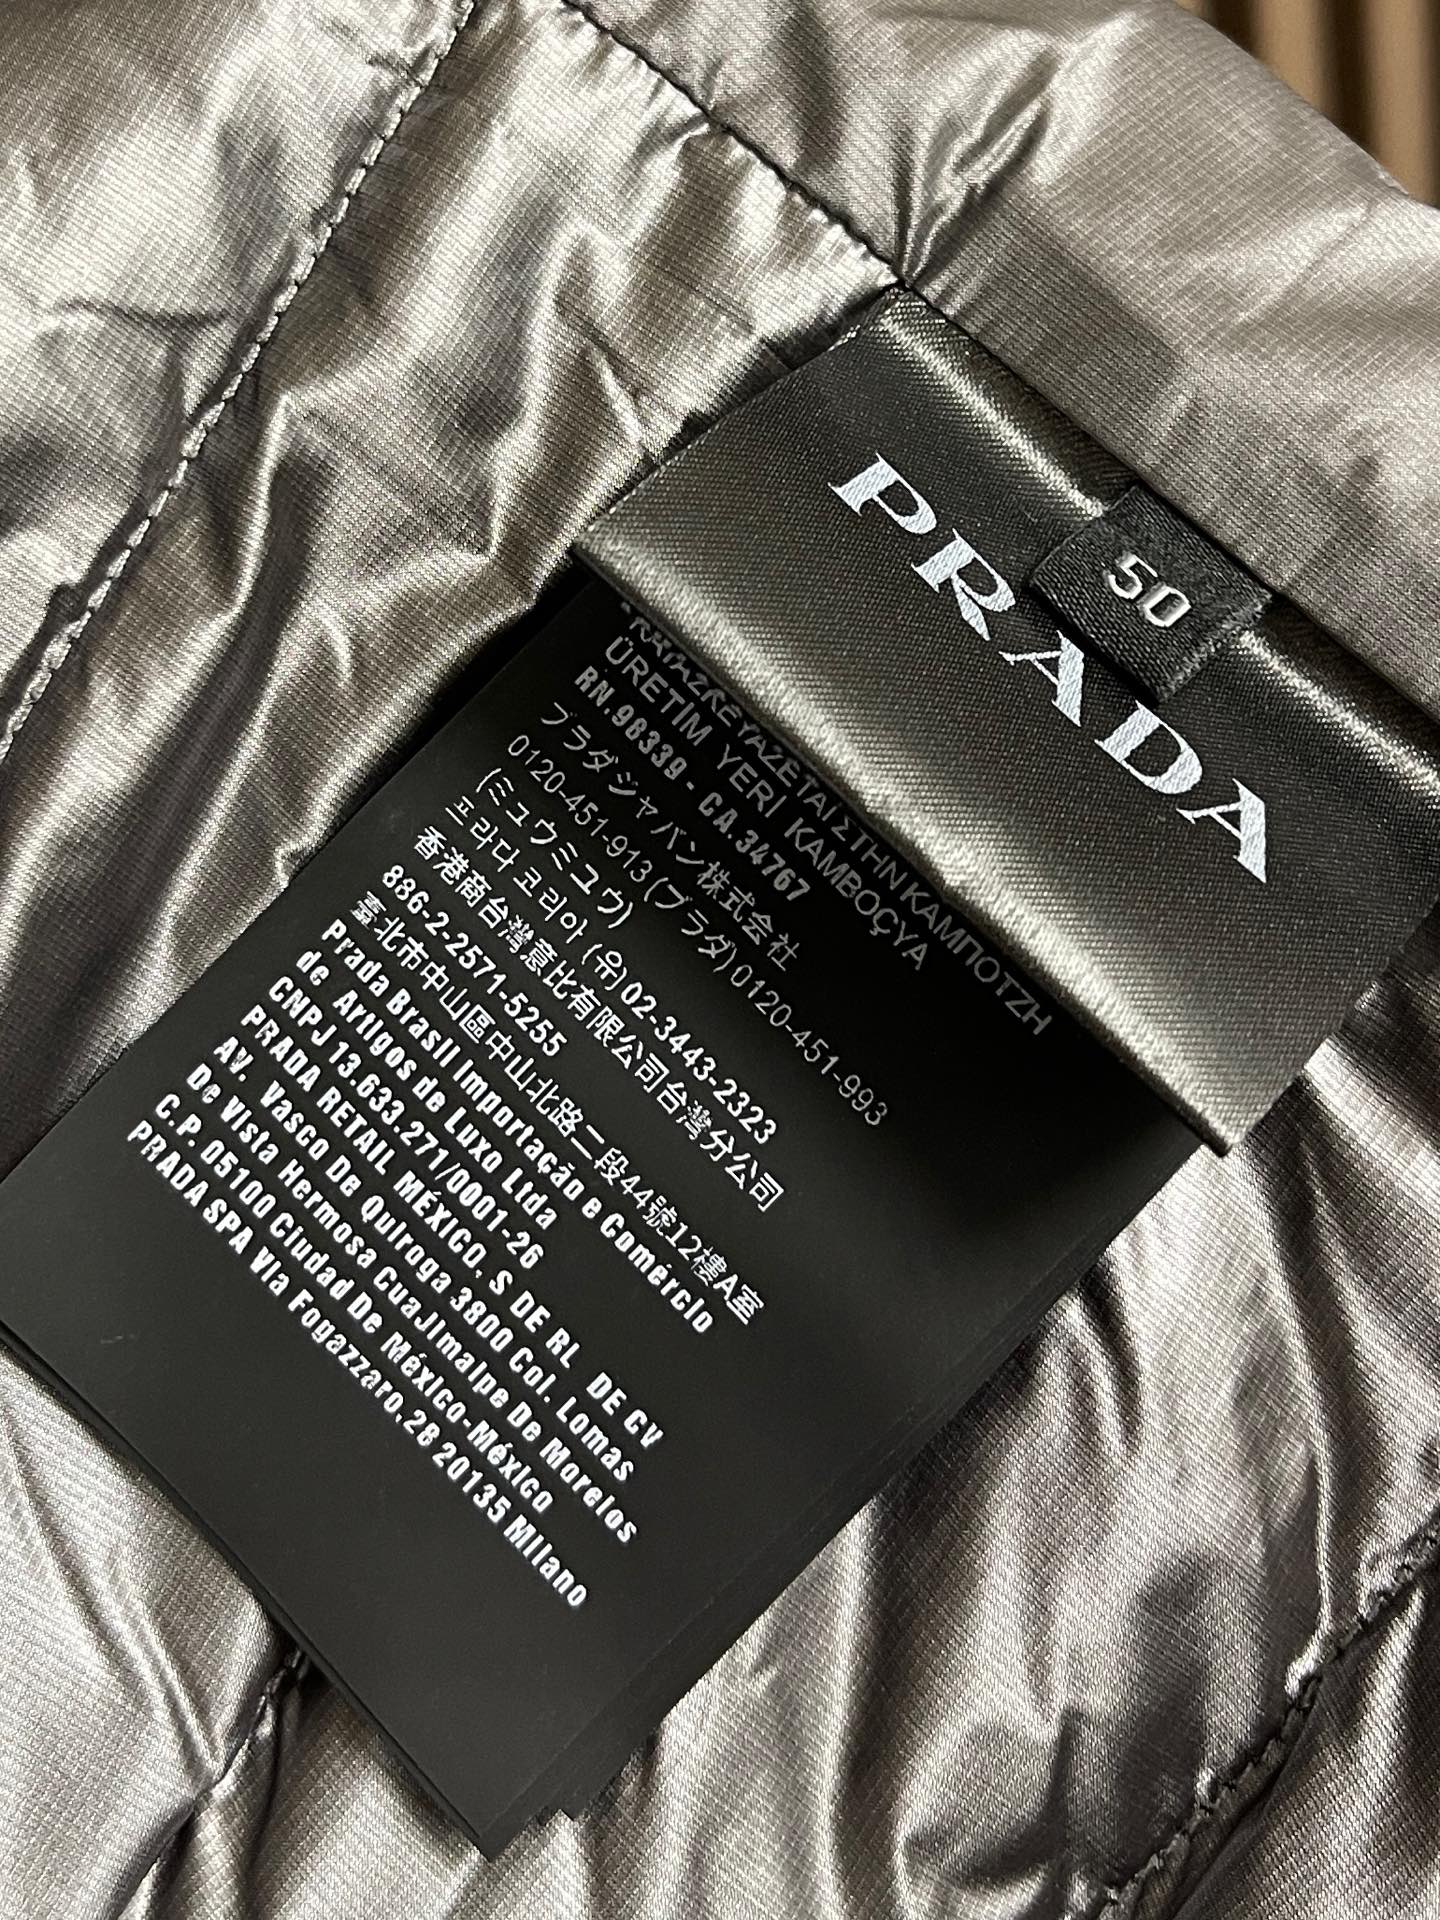 PRADA
50
ΚΑΤΑΣΚΕΥΑΖΕΤΑΙ ΣΤΗΝ ΚΑΜΠΟΤΖΗ
ÜRETIM YERI KAMBOÇYA
RN.98339 - CA.34767
プラダジャパン株式会社
0120-451-913 (プラダ) 0120-451-993
(ミュウミュウ)
프라다 코리아 (유) 02-3443-2323
香港商台灣意比有限公司台灣分公司
886-2-2571-5255
臺北市中山區中山北路二段44號12樓A室
Prada Brasil Importação e Comércio
de Artigos de Luxo Ltda
CNPJ 13.633.271/0001-26
PRADA RETAIL MÉXICO, S DE RL DE CV
AV. Vasco De Quiroga 3800 Col. Lomas
De Vista Hermosa CuaJimalpe De Morelos
C.P. 05100 Ciudad De México-México
PRADA SPA Via Fogazzaro,28 20135 Milano